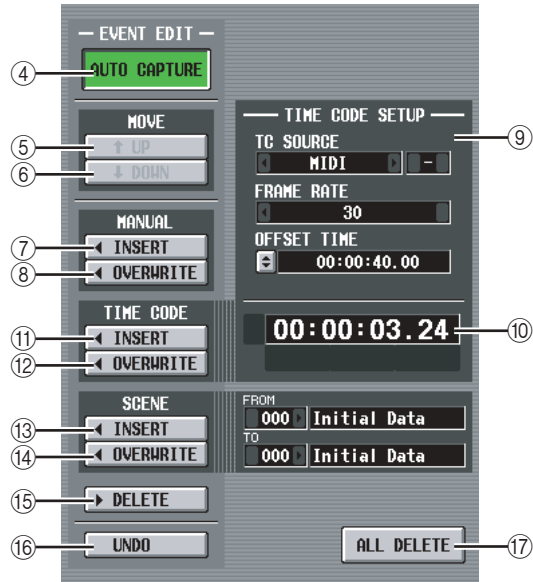 EVENT EDIT
④ AUTO CAPTURE
MOVE
⑤ ↑ UP
⑥ ↓ DOWN
MANUAL
⑦ INSERT
⑧ OVERWRITE
TIME CODE
⑪ INSERT
⑫ OVERWRITE
SCENE
⑬ INSERT
⑭ OVERWRITE
⑮ DELETE
⑯ UNDO
TIME CODE SETUP
⑨
TC SOURCE
MIDI -
FRAME RATE
30
OFFSET TIME
00:00:40.00
00:00:03.24 ⑩
FROM
000 Initial Data
TO
000 Initial Data
ALL DELETE ⑰